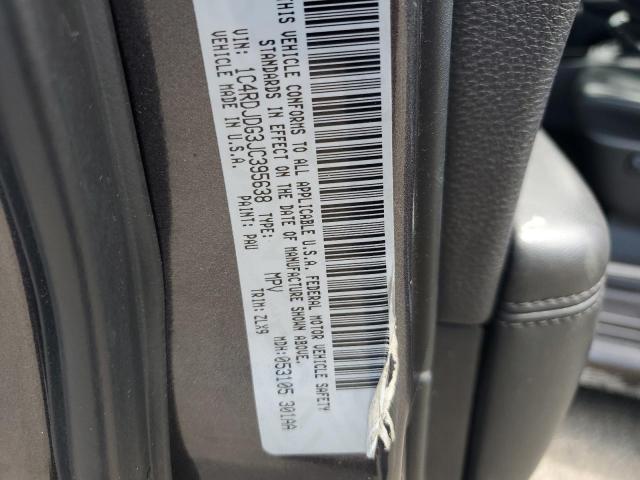 THIS VEHICLE CONFORMS TO ALL APPLICABLE U.S.A. FEDERAL MOTOR VEHICLE SAFETY
STANDARDS IN EFFECT ON THE DATE OF MANUFACTURE SHOWN ABOVE.
VIN: 1C4RDJDG3JC395638 TYPE: MPV MDH:053105 301AA
VEHICLE MADE IN U.S.A. PAINT: PAU TRIM:ZLX9